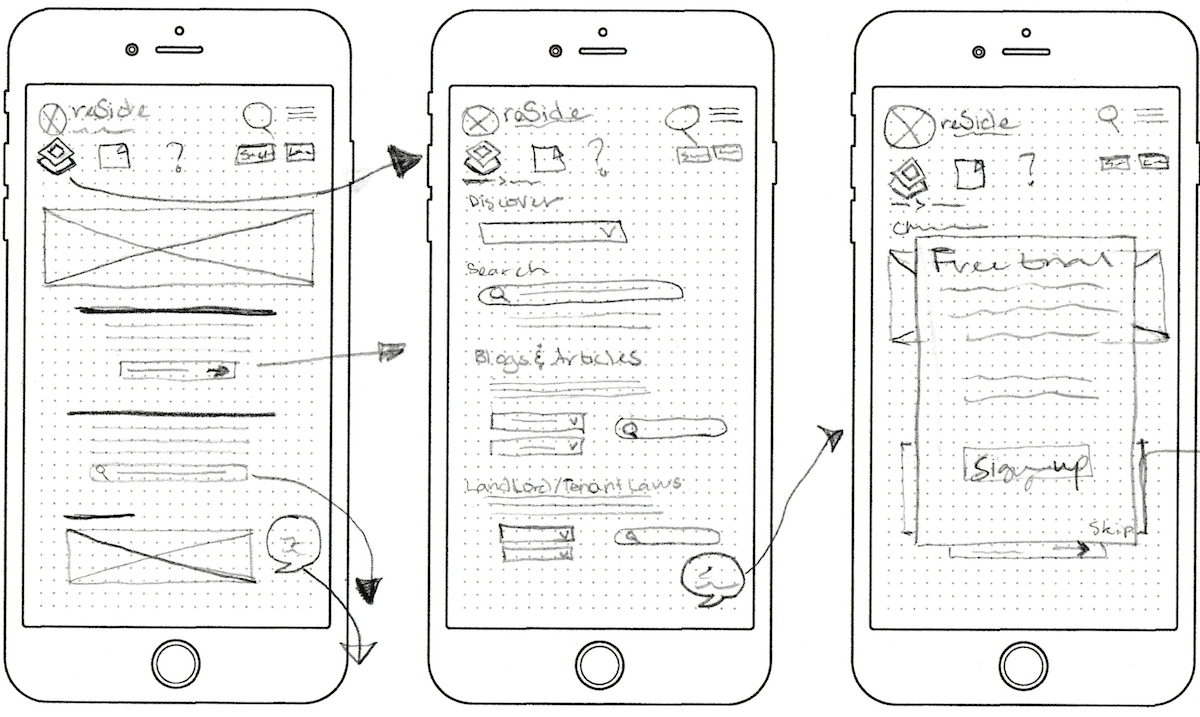 reSide
?
reSide
?
Discover
Search
Blogs & Articles
Landlord/Tenant Laws
reSide
?
Free trial
Sign up
Skip